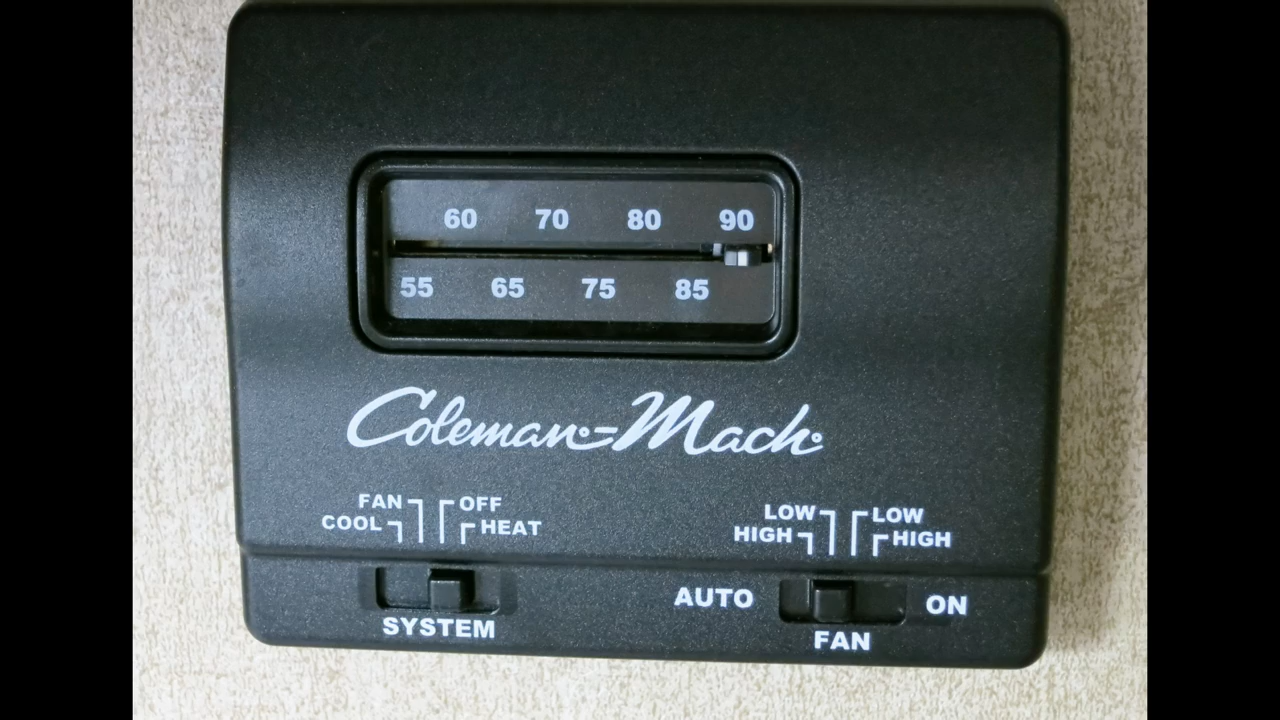 60 70 80 90
55 65 75 85
Coleman-Mach
FAN OFF
COOL HEAT
LOW LOW
HIGH HIGH
AUTO ON
SYSTEM
FAN